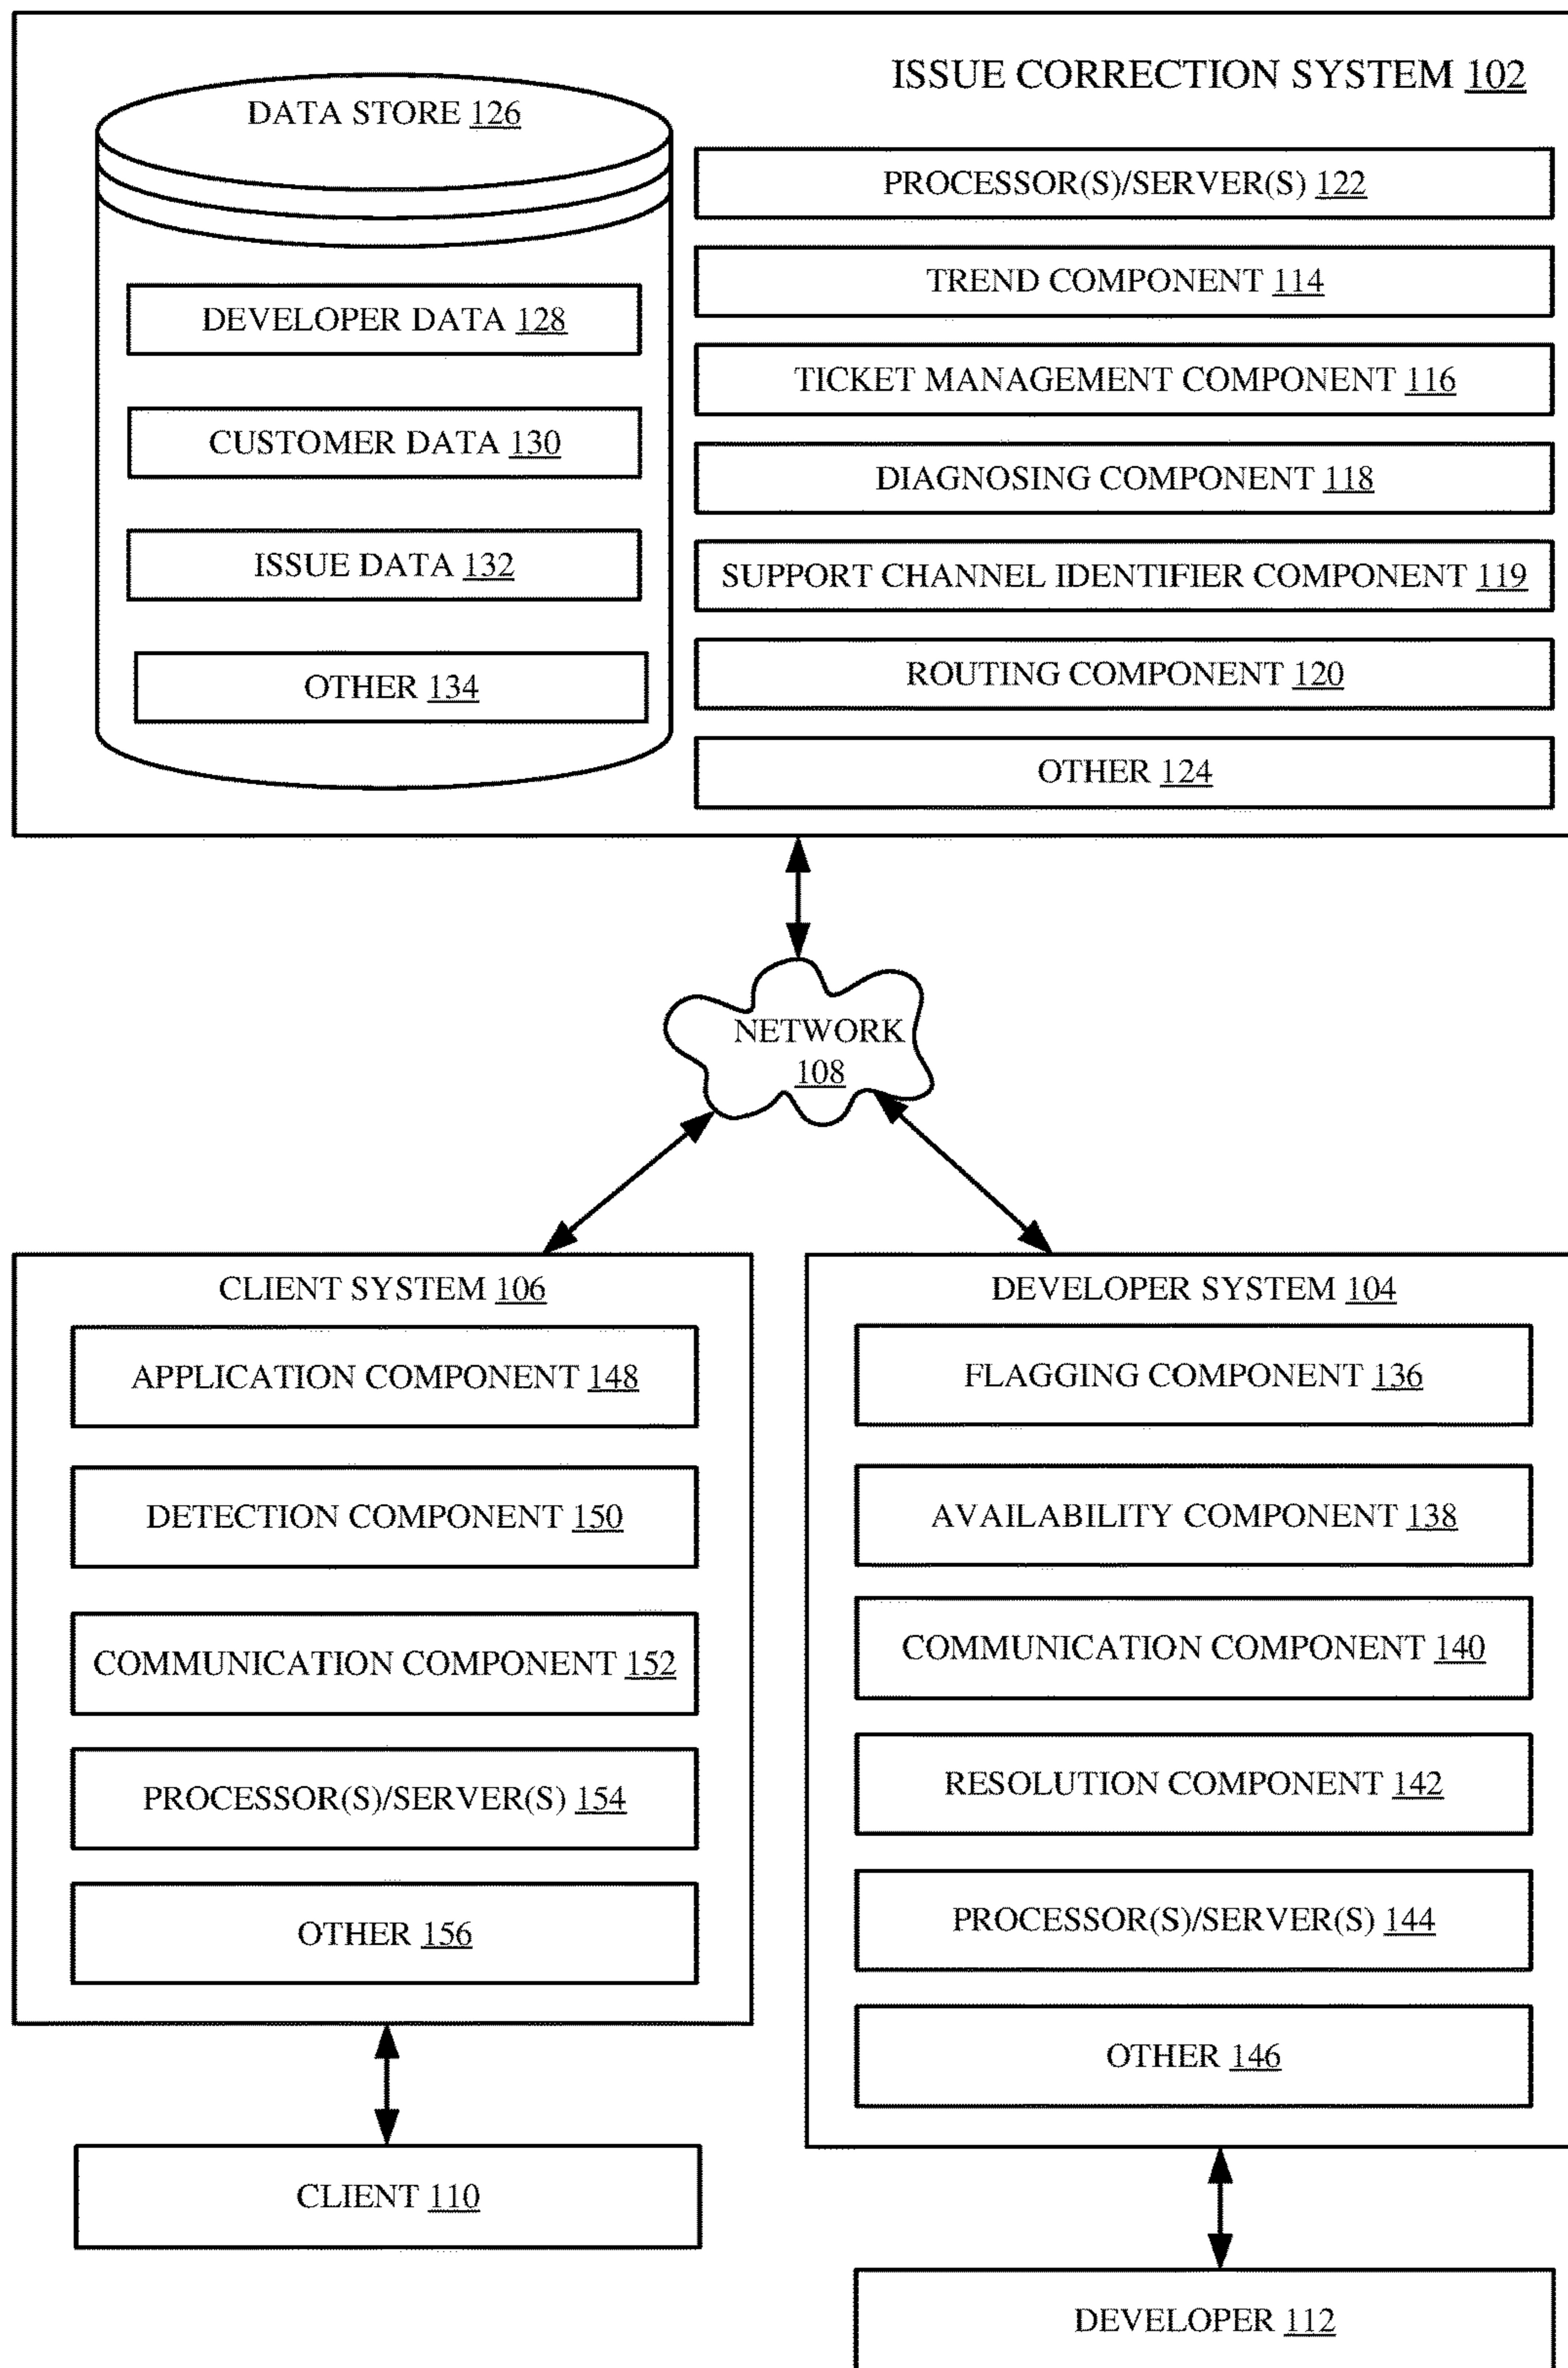 ISSUE CORRECTION SYSTEM 102
DATA STORE 126
DEVELOPER DATA 128
CUSTOMER DATA 130
ISSUE DATA 132
OTHER 134
PROCESSOR(S)/SERVER(S) 122
TREND COMPONENT 114
TICKET MANAGEMENT COMPONENT 116
DIAGNOSING COMPONENT 118
SUPPORT CHANNEL IDENTIFIER COMPONENT 119
ROUTING COMPONENT 120
OTHER 124
NETWORK
108
CLIENT SYSTEM 106
APPLICATION COMPONENT 148
DETECTION COMPONENT 150
COMMUNICATION COMPONENT 152
PROCESSOR(S)/SERVER(S) 154
OTHER 156
CLIENT 110
DEVELOPER SYSTEM 104
FLAGGING COMPONENT 136
AVAILABILITY COMPONENT 138
COMMUNICATION COMPONENT 140
RESOLUTION COMPONENT 142
PROCESSOR(S)/SERVER(S) 144
OTHER 146
DEVELOPER 112